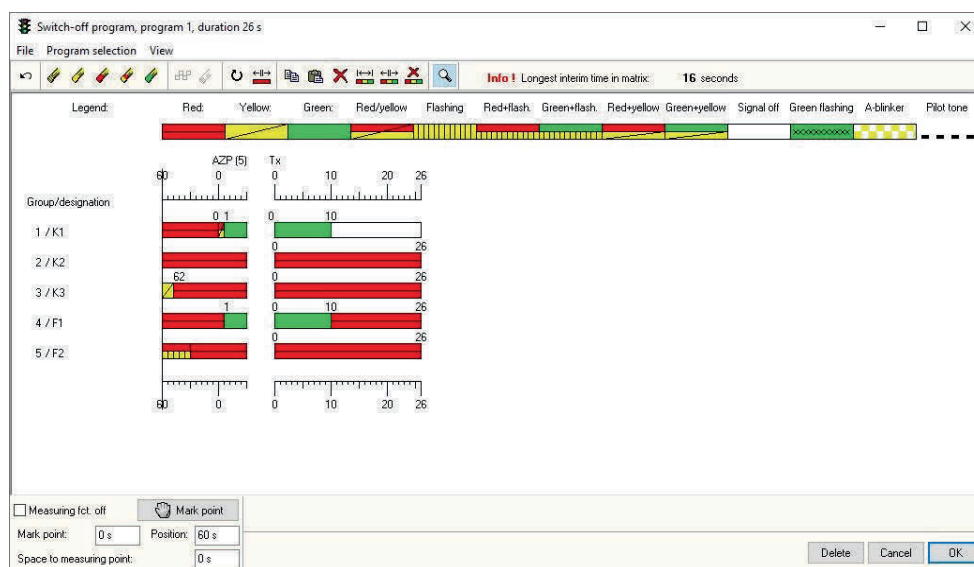 Switch-off program, program 1, duration 26 s
File Program selection View
Info ! Longest interim time in matrix: 16 seconds
Legend: Red: Yellow: Green: Red/yellow Flashing Red+flash. Green+flash. Red+yellow Green+yellow Signal off Green flashing A-blinker Pilot tone
AZP (5) Tx
60 0 0 10 20 26
Group/designation
0 1 0 10
1 / K1
0 26
2 / K2
62 0 26
3 / K3
1 0 10 26
4 / F1
0 26
5 / F2
60 0 0 10 20 26
Measuring fct. off Mark point
Mark point: 0 s Position: 60 s
Space to measuring point: 0 s
Delete Cancel OK